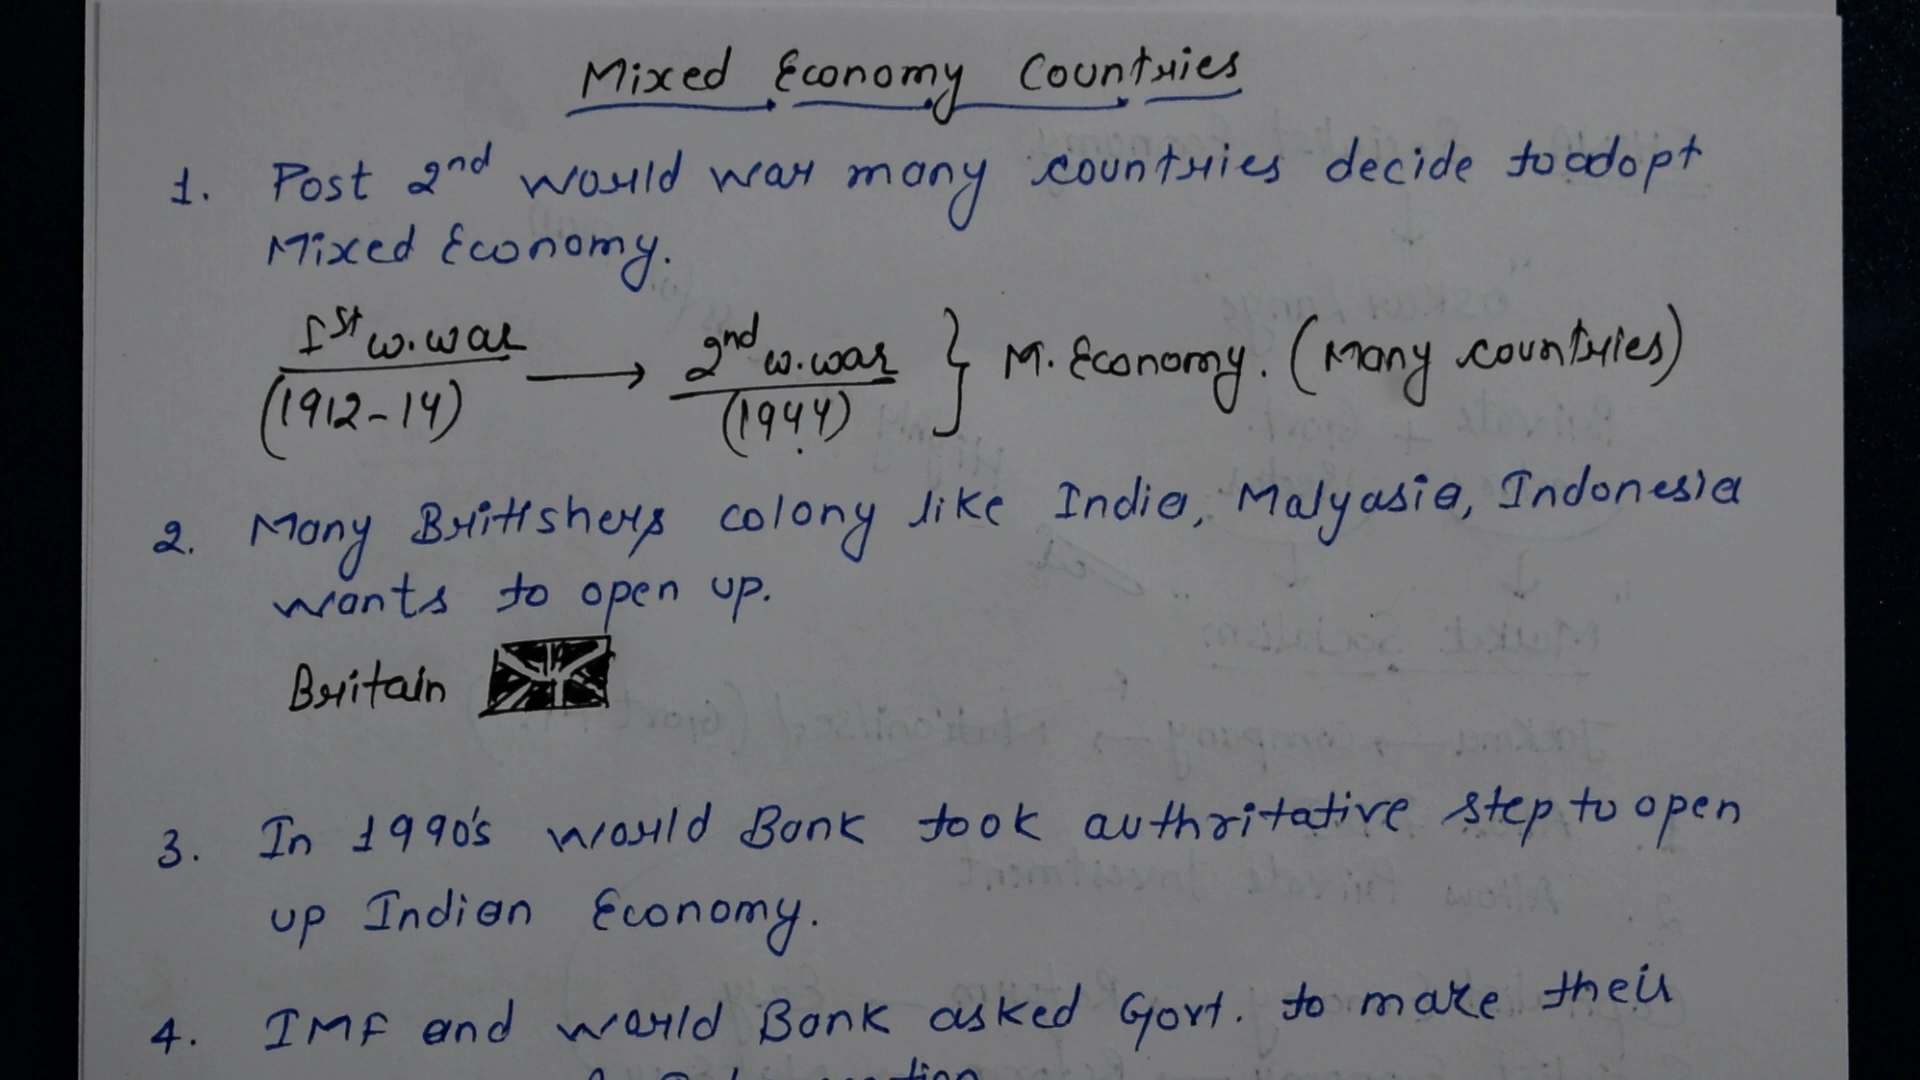 Mixed Economy Countries
1. Post 2nd world war many countries decide to adopt
Mixed Economy.
Ist w.war → 2nd w.war } M. Economy. (Many countries)
(1912-14) (1944)
2. Many Brittshers colony like India, Malyasia, Indonesia
wants to open up.
Britain
3. In 1990's world Bank took authritative step to open
up Indian Economy.
4. IMF and world Bank asked Govt. to make their